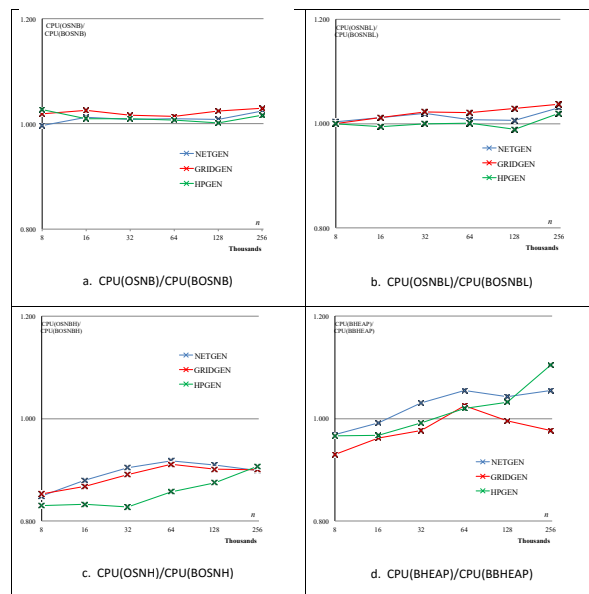 1.200
CPU(OSNB)/
CPU(BOSNB)
1.000
NETGEN
GRIDGEN
HPGEN
n
0.800
8 16 32 64 128 256
Thousands
a. CPU(OSNB)/CPU(BOSNB)
1.200
CPU(OSNBL)/
CPU(BOSNBL)
1.000
NETGEN
GRIDGEN
HPGEN
n
0.800
8 16 32 64 128 256
Thousands
b. CPU(OSNBL)/CPU(BOSNBL)
1.200
CPU(OSNBH)/
CPU(BOSNBH)
NETGEN
GRIDGEN
HPGEN
1.000
n
0.800
8 16 32 64 128 256
Thousands
c. CPU(OSNH)/CPU(BOSNH)
1.200
CPU(BHEAP)/
CPU(BBHEAP)
1.000
NETGEN
GRIDGEN
HPGEN
n
0.800
8 16 32 64 128 256
Thousands
d. CPU(BHEAP)/CPU(BBHEAP)